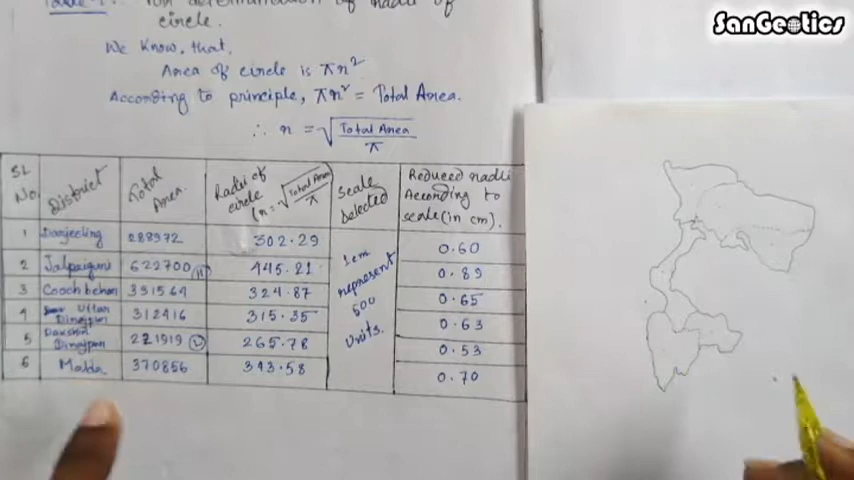 SanGeotics
circle.
We know, that,
Area of circle is πr²
According to principle, πr² = Total Area.
∴ r = √Total Area/π
SL No.
District
Total Area.
Radii of circle (r = √Total Area/π)
Scale Selected
Reduced radii According to scale (in cm).
1 Darjeeling 288972 302.29 0.60
2 Jalpaiguri 622700 445.21 0.89
3 Coochbehar 331564 324.87 0.65
4 Uttar Dinajpur 312416 315.35 0.63
5 Dakshin Dinajpur 221919 265.78 0.53
6 Malda 370856 343.58 0.70
1 cm
represent
500
units.